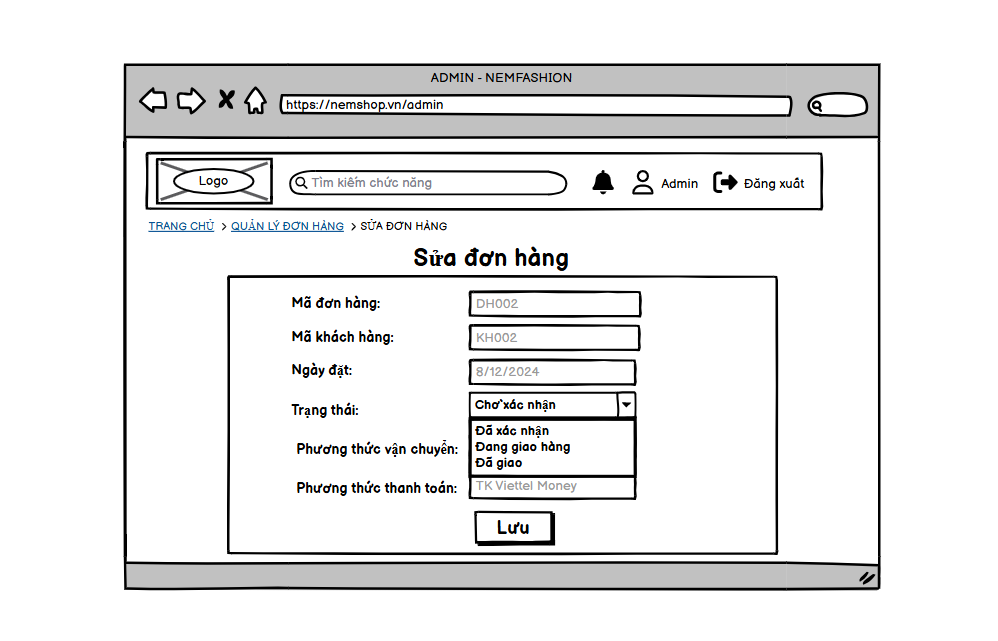 ADMIN - NEMFASHION
https://nemshop.vn/admin
Logo
Tìm kiếm chức năng
Admin
Đăng xuất
TRANG CHỦ > QUẢN LÝ ĐƠN HÀNG > SỬA ĐƠN HÀNG
Sửa đơn hàng
Mã đơn hàng: DH002
Mã khách hàng: KH002
Ngày đặt: 8/12/2024
Trạng thái: Chờ xác nhận
Đã xác nhận
Phương thức vận chuyển: Đang giao hàng
Đã giao
Phương thức thanh toán: TK Viettel Money
Lưu